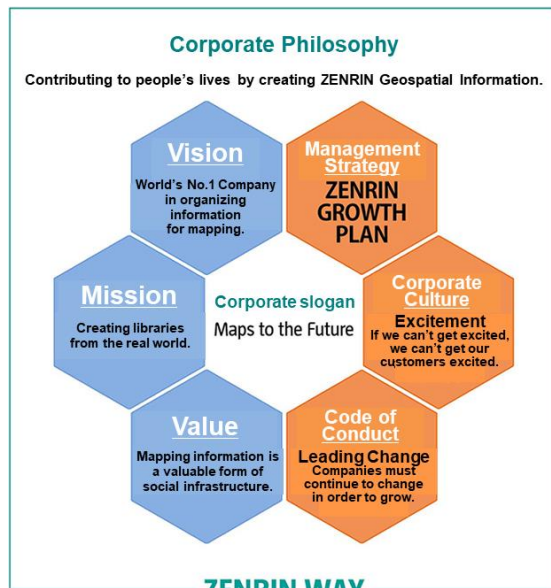 Corporate Philosophy
Contributing to people's lives by creating ZENRIN Geospatial Information.
Vision
World's No.1 Company
in organizing
information
for mapping.
Management
Strategy
ZENRIN
GROWTH
PLAN
Mission
Creating libraries
from the real world.
Corporate slogan
Maps to the Future
Corporate
Culture
Excitement
If we can't get excited,
we can't get our
customers excited.
Value
Mapping information is
a valuable form of
social infrastructure.
Code of
Conduct
Leading Change
Companies must
continue to change
in order to grow.
ZENRIN WAY